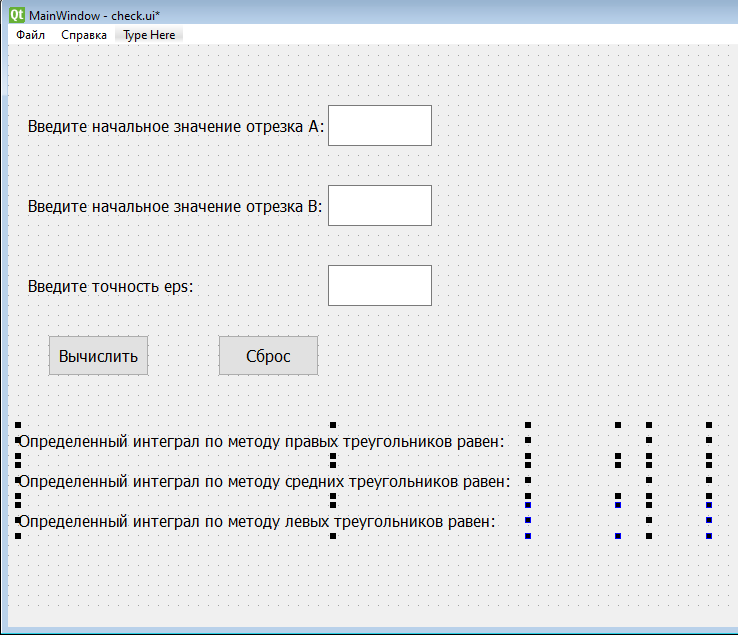 Qt MainWindow - check.ui*
Файл Справка Type Here
Введите начальное значение отрезка A:
Введите начальное значение отрезка B:
Введите точность eps:
Вычислить Сброс
Определенный интеграл по методу правых треугольников равен:
Определенный интеграл по методу средних треугольников равен:
Определенный интеграл по методу левых треугольников равен: